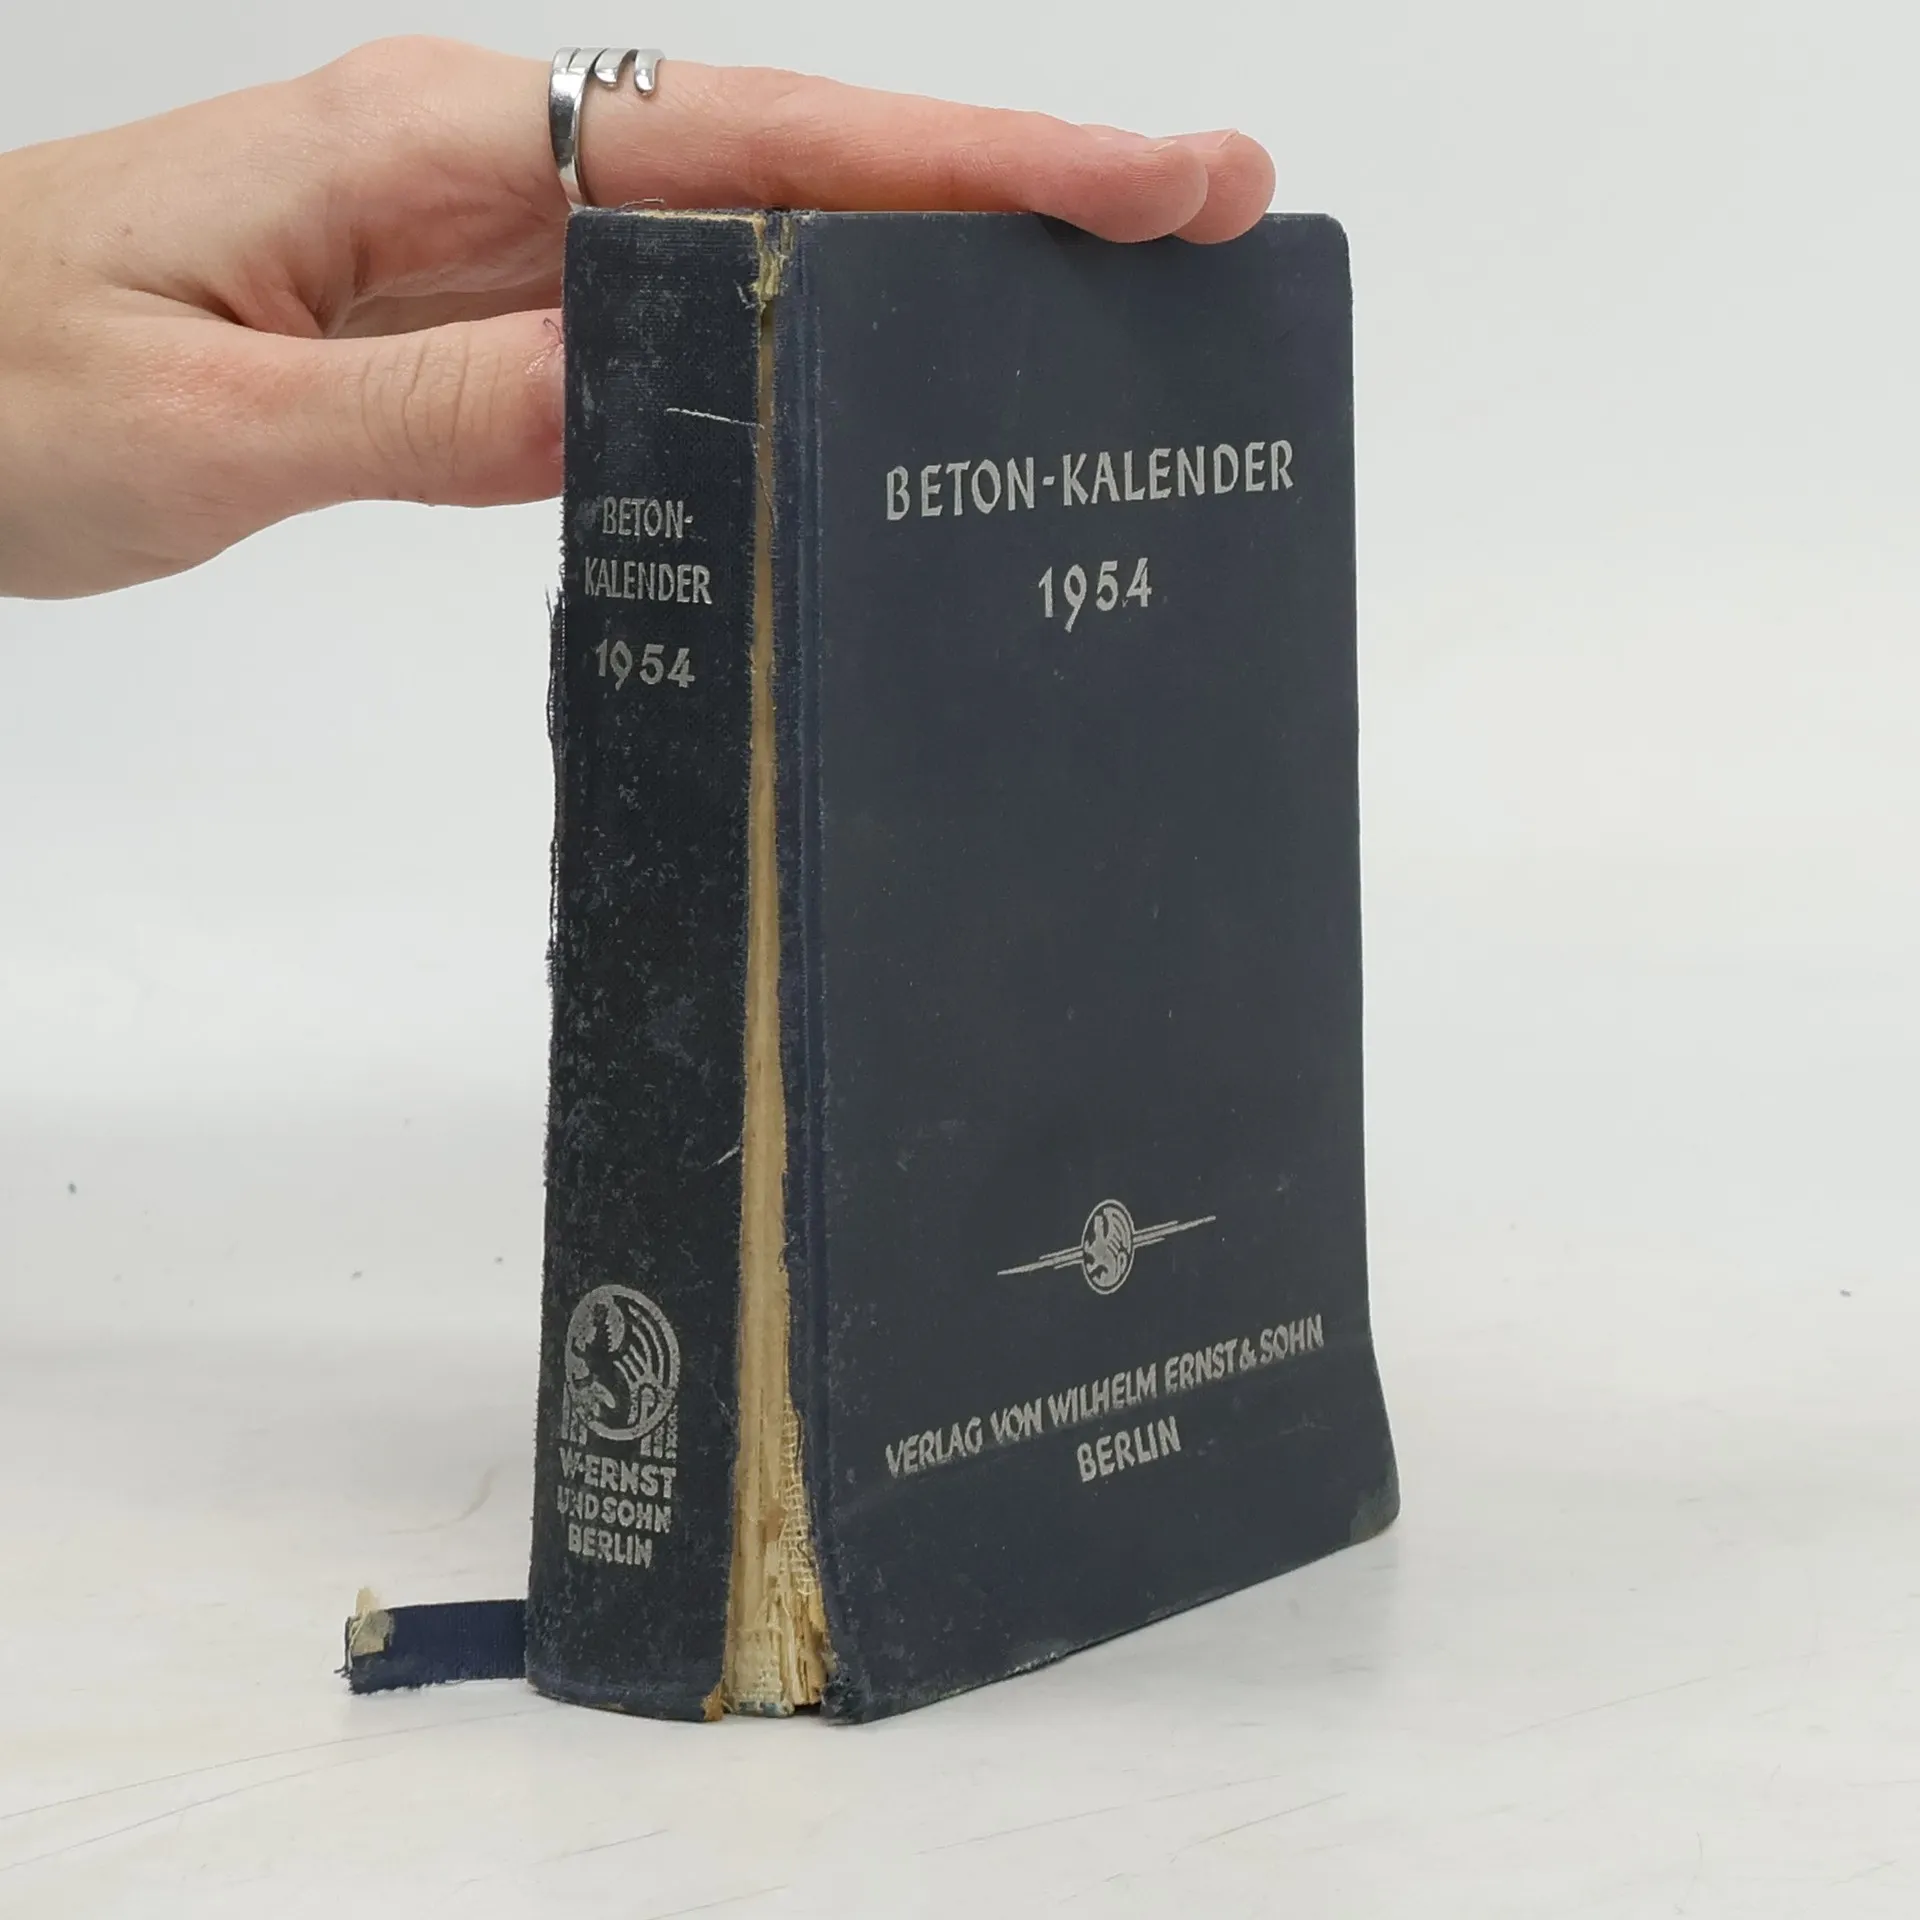 BETON-
KALENDER
1954
W·ERNST
UND SOHN
BERLIN
BETON-KALENDER
1954
VERLAG VON WILHELM ERNST & SOHN
BERLIN